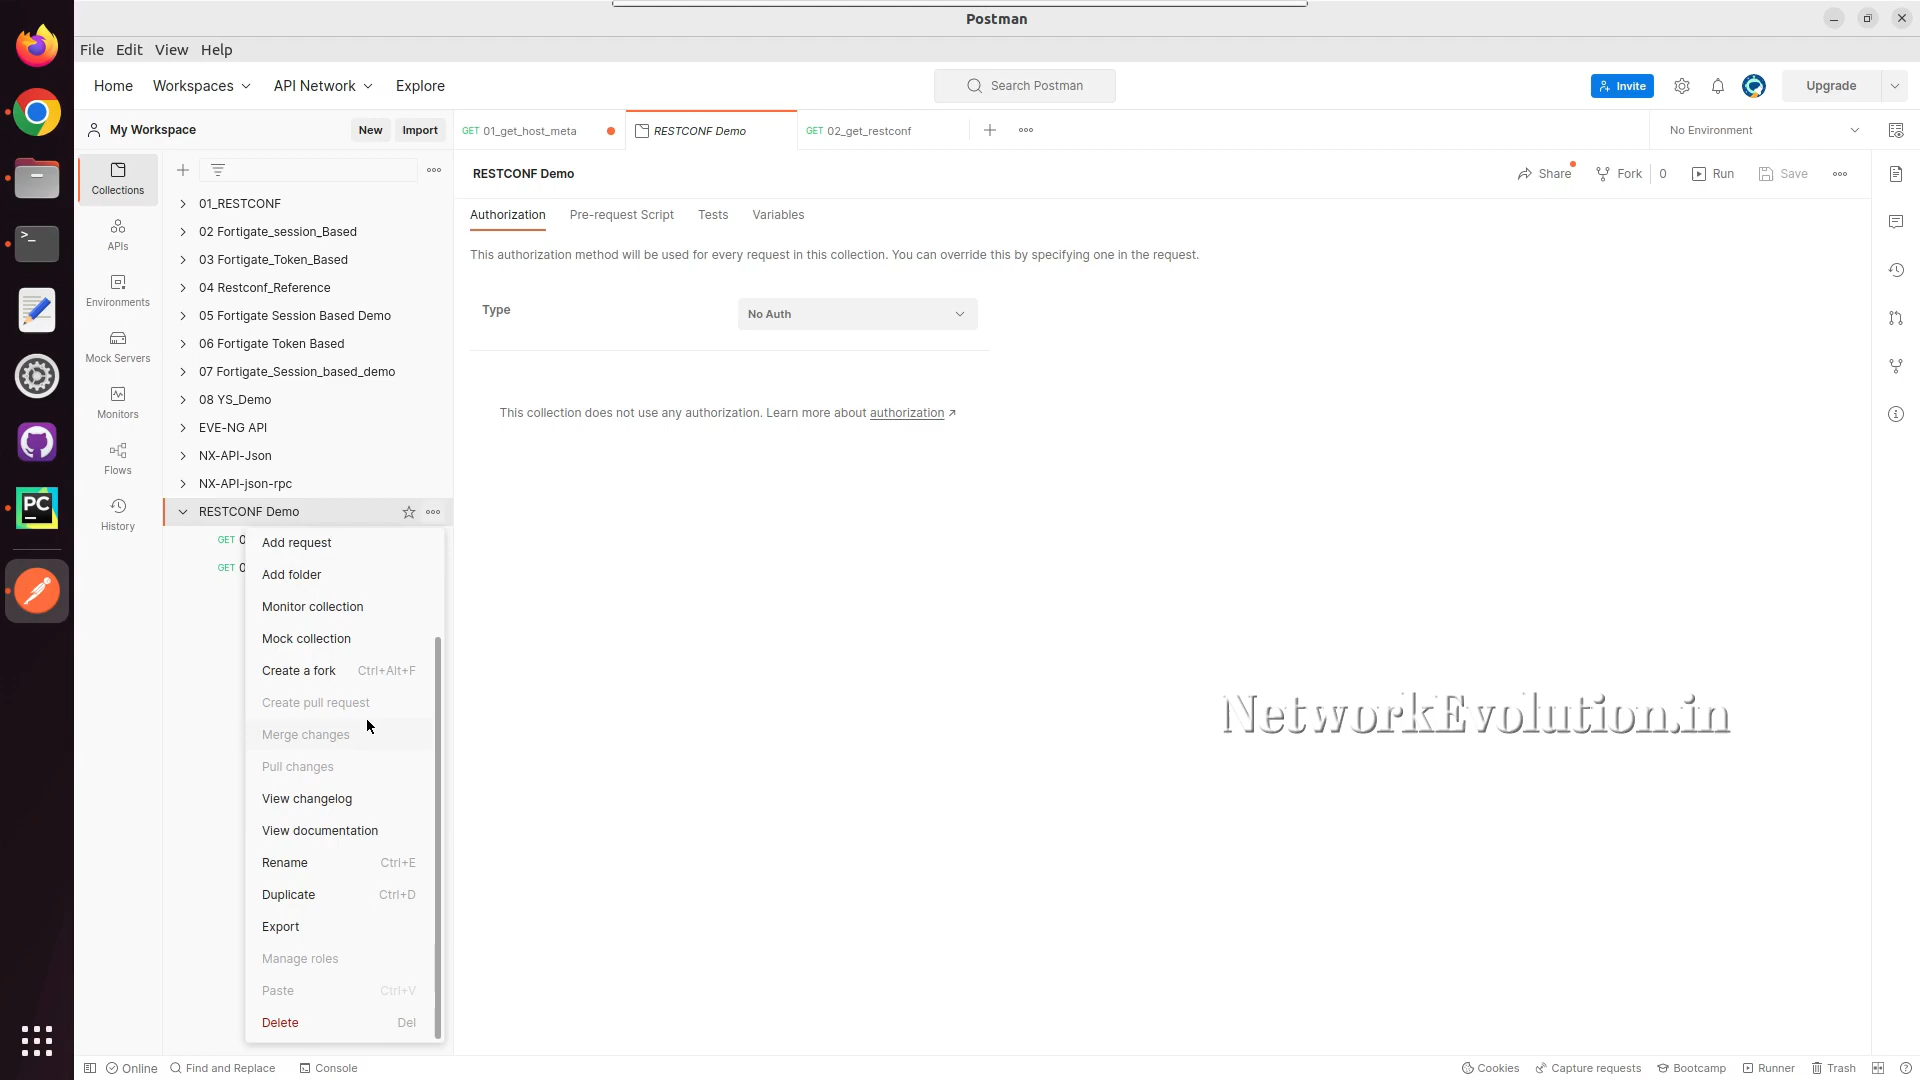 Postman
File Edit View Help
Home Workspaces API Network Explore Search Postman Invite Upgrade
My Workspace New Import GET 01_get_host_meta RESTCONF Demo GET 02_get_restconf No Environment
Collections
APIs
Environments
Mock Servers
Monitors
Flows
History
01_RESTCONF
02 Fortigate_session_Based
03 Fortigate_Token_Based
04 Restconf_Reference
05 Fortigate Session Based Demo
06 Fortigate Token Based
07 Fortigate_Session_based_demo
08 YS_Demo
EVE-NG API
NX-API-Json
NX-API-json-rpc
RESTCONF Demo
GET 0
GET 0
Add request
Add folder
Monitor collection
Mock collection
Create a fork Ctrl+Alt+F
Create pull request
Merge changes
Pull changes
View changelog
View documentation
Rename Ctrl+E
Duplicate Ctrl+D
Export
Manage roles
Paste Ctrl+V
Delete Del
RESTCONF Demo Share Fork 0 Run Save
Authorization Pre-request Script Tests Variables
This authorization method will be used for every request in this collection. You can override this by specifying one in the request.
Type No Auth
This collection does not use any authorization. Learn more about authorization ↗
NetworkEvolution.in
PC
Online Find and Replace Console Cookies Capture requests Bootcamp Runner Trash